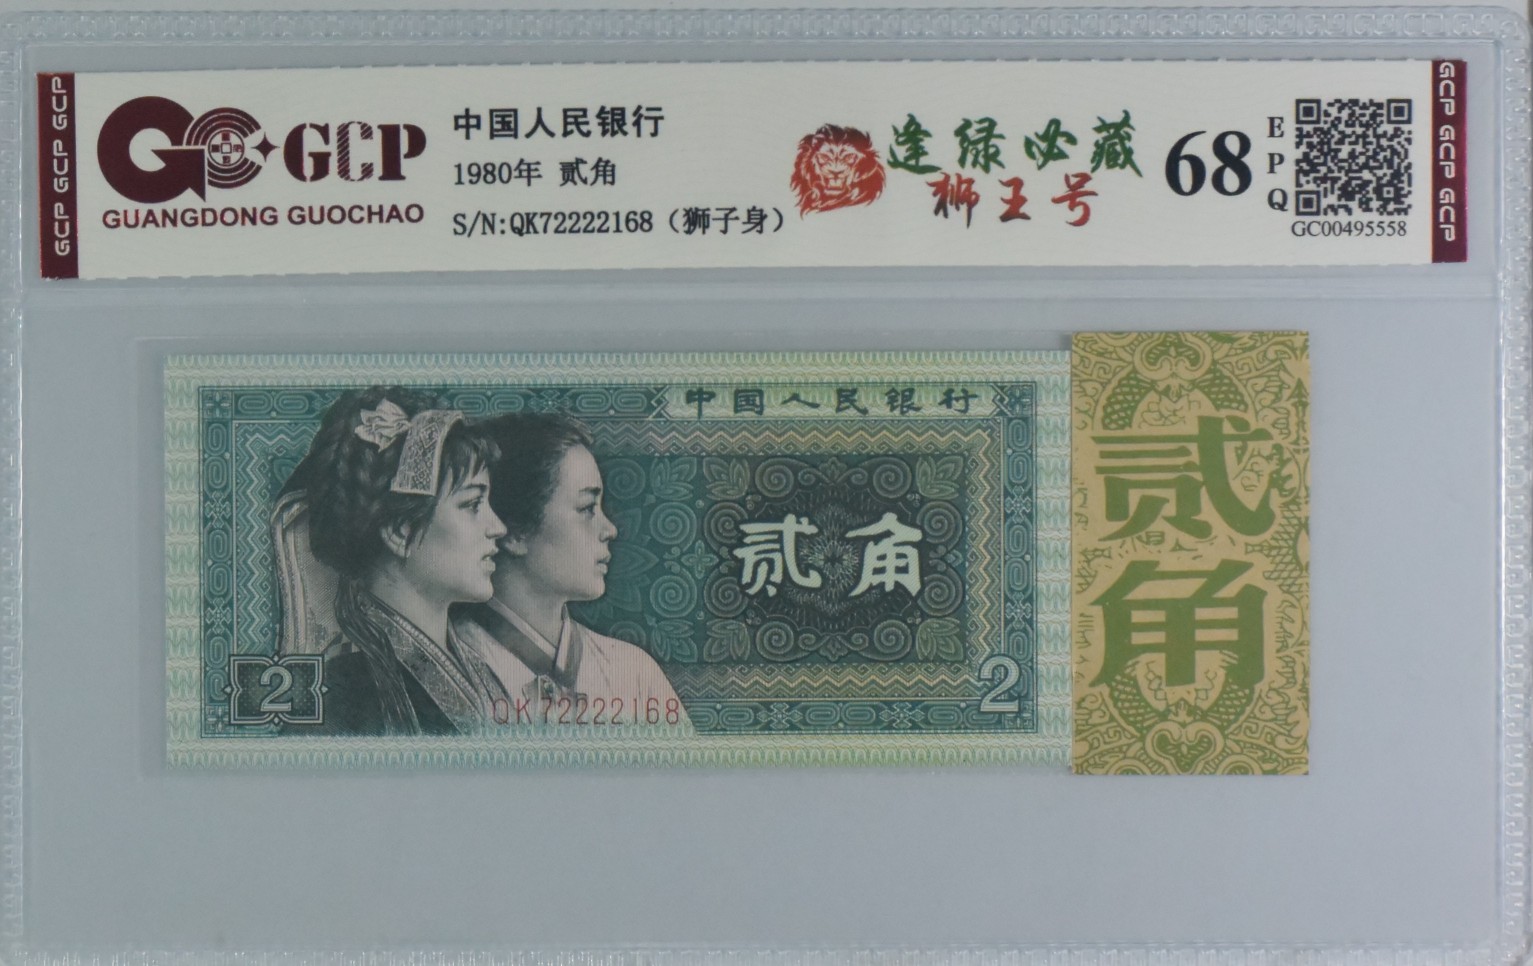 GCP GCP GCP
GCP
GUANGDONG GUOCHAO
中国人民银行
1980年 贰角
S/N:QK72222168（狮子身）
逢绿必藏
狮王号
68
EPQ
GC00495558
GCP GCP GCP
中国人民银行
贰角
2
QK72222168
2
贰角